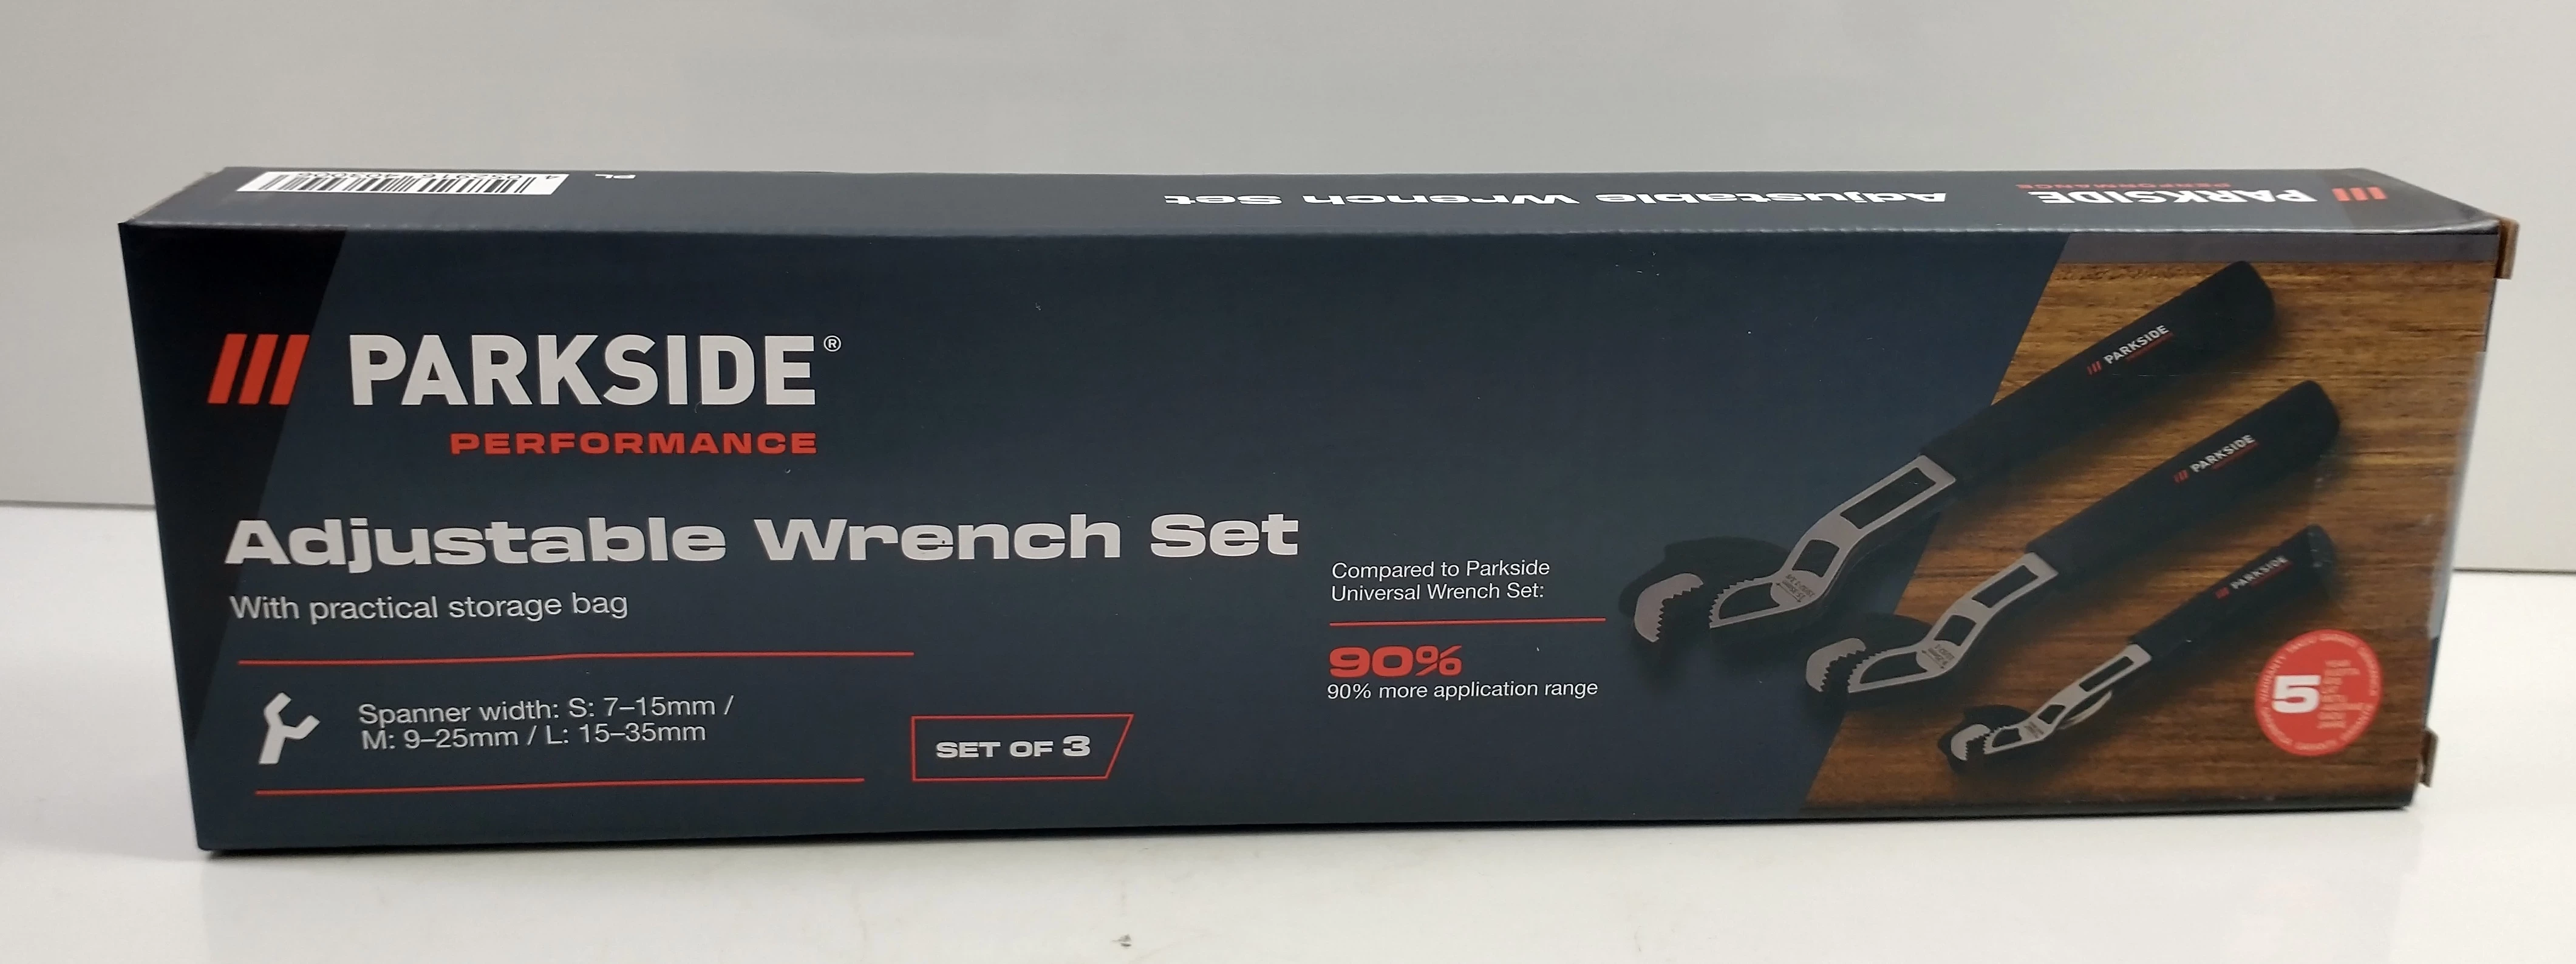 PL
Adjustable Wrench Set
PARKSIDE
PERFORMANCE
PARKSIDE®
PERFORMANCE
Adjustable Wrench Set
With practical storage bag
Spanner width: S: 7–15mm /
M: 9–25mm / L: 15–35mm
SET OF 3
Compared to Parkside
Universal Wrench Set:
90%
90% more application range
PARKSIDE
PARKSIDE
PARKSIDE
5